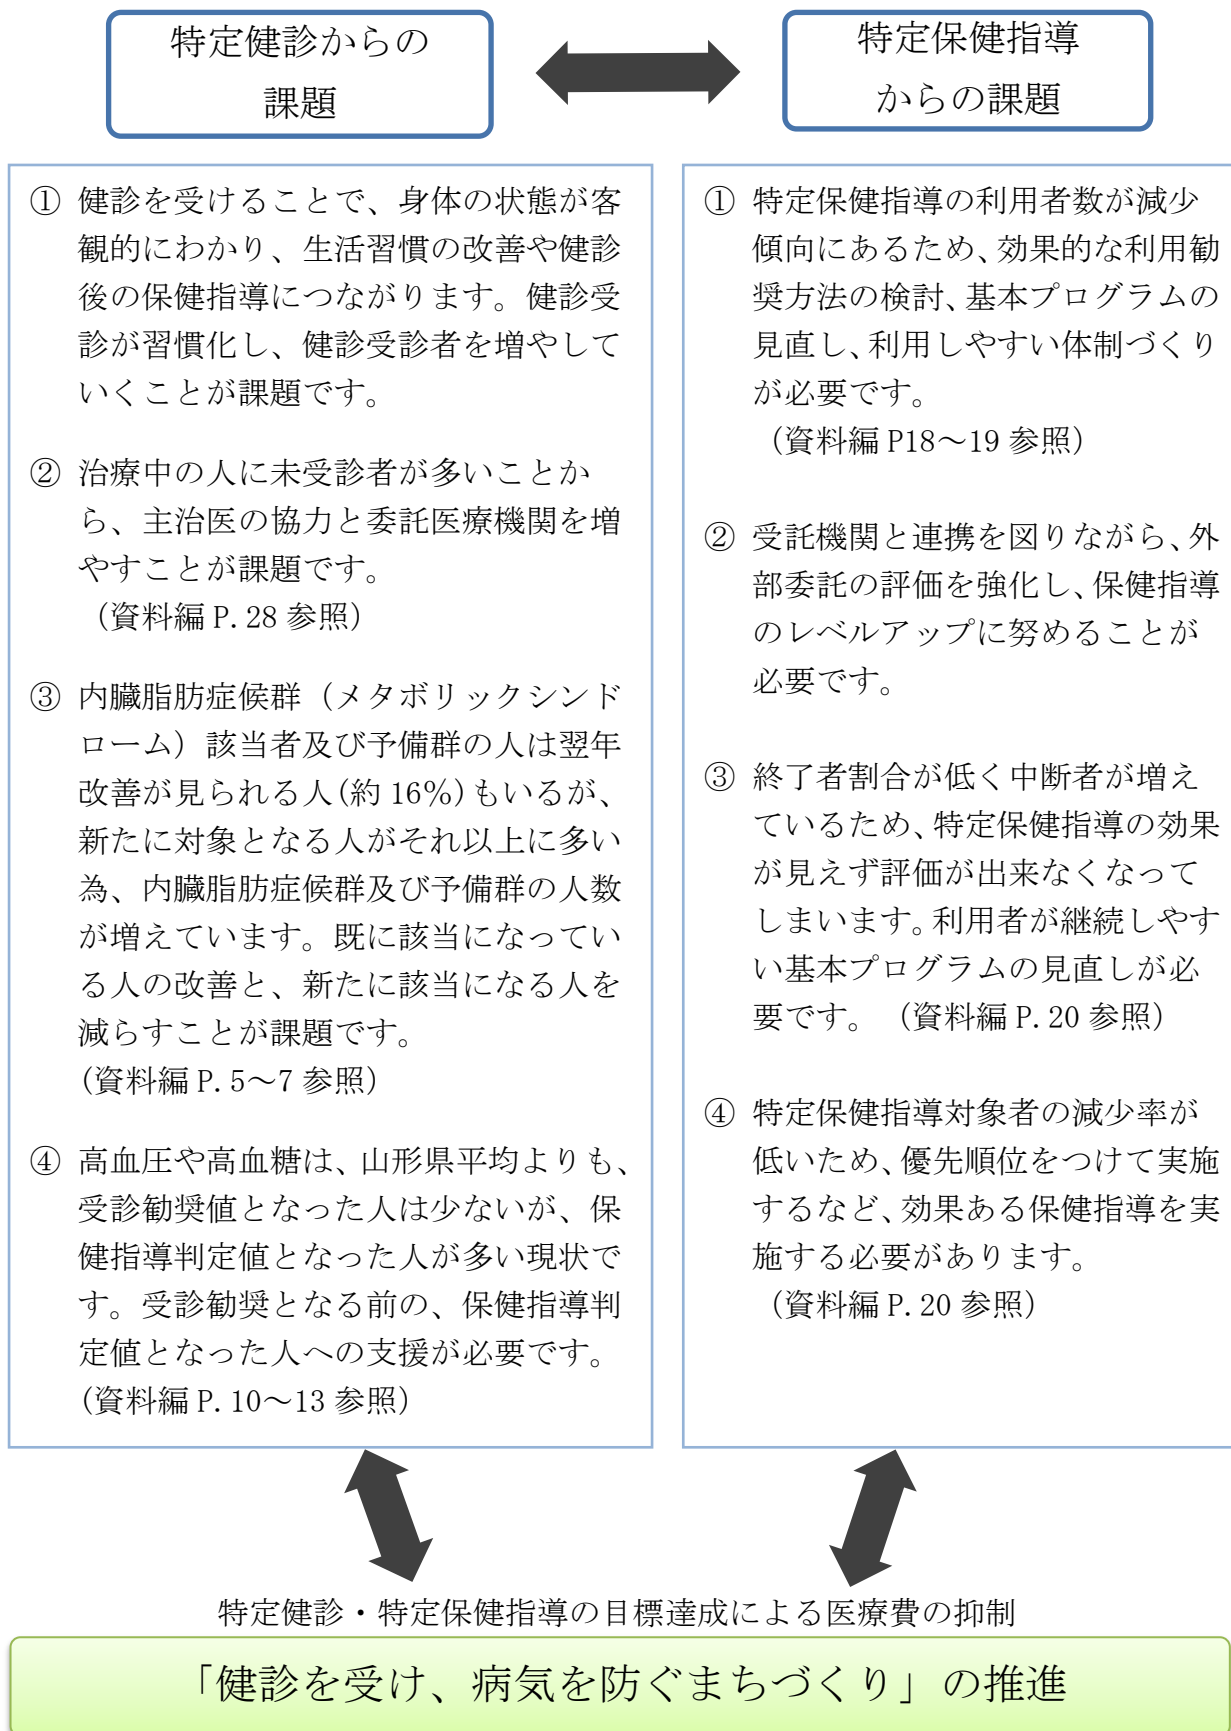 特定健診からの
課題
特定保健指導
からの課題
① 健診を受けることで、身体の状態が客
観的にわかり、生活習慣の改善や健診
後の保健指導につながります。健診受
診が習慣化し、健診受診者を増やして
いくことが課題です。
② 治療中の人に未受診者が多いことか
ら、主治医の協力と委託医療機関を増
やすことが課題です。
（資料編 P.28 参照）
③ 内臓脂肪症候群（メタボリックシンド
ローム）該当者及び予備群の人は翌年
改善が見られる人(約 16％)もいるが、
新たに対象となる人がそれ以上に多い
為、内臓脂肪症候群及び予備群の人数
が増えています。既に該当になってい
る人の改善と、新たに該当になる人を
減らすことが課題です。
(資料編 P.5～7 参照）
④ 高血圧や高血糖は、山形県平均よりも、
受診勧奨値となった人は少ないが、保
健指導判定値となった人が多い現状で
す。受診勧奨となる前の、保健指導判
定値となった人への支援が必要です。
(資料編 P.10～13 参照）
① 特定保健指導の利用者数が減少
傾向にあるため、効果的な利用勧
奨方法の検討、基本プログラムの
見直し、利用しやすい体制づくり
が必要です。
（資料編 P18～19 参照）
② 受託機関と連携を図りながら、外
部委託の評価を強化し、保健指導
のレベルアップに努めることが
必要です。
③ 終了者割合が低く中断者が増え
ているため、特定保健指導の効果
が見えず評価が出来なくなって
しまいます。利用者が継続しやす
い基本プログラムの見直しが必
要です。（資料編 P.20 参照）
④ 特定保健指導対象者の減少率が
低いため、優先順位をつけて実施
するなど、効果ある保健指導を実
施する必要があります。
（資料編 P.20 参照）
特定健診・特定保健指導の目標達成による医療費の抑制
「健診を受け、病気を防ぐまちづくり」の推進